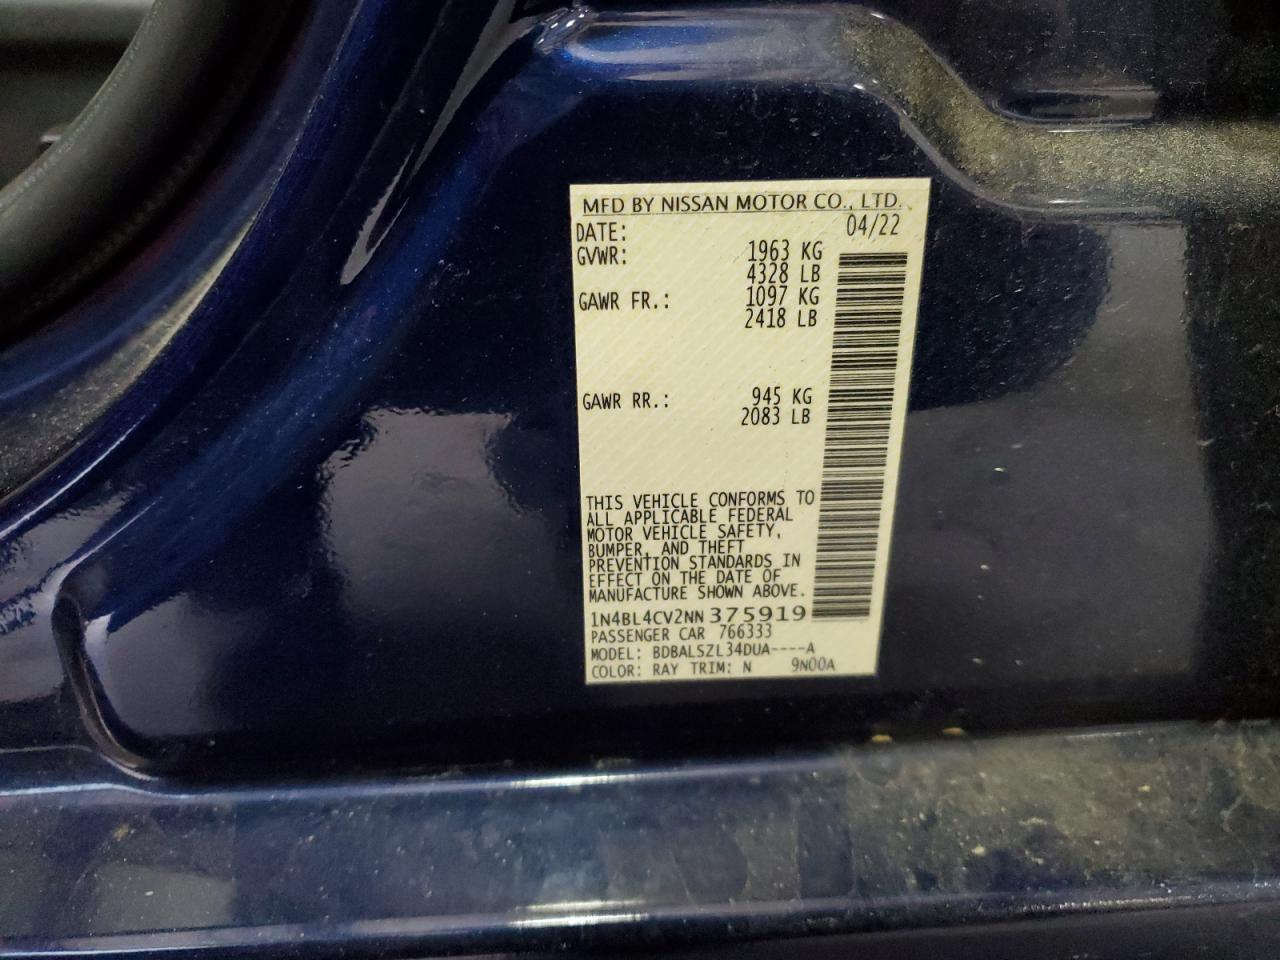 MFD BY NISSAN MOTOR CO., LTD.
DATE: 04/22
GVWR: 1963 KG
4328 LB
GAWR FR.: 1097 KG
2418 LB
GAWR RR.: 945 KG
2083 LB
THIS VEHICLE CONFORMS TO
ALL APPLICABLE FEDERAL
MOTOR VEHICLE SAFETY,
BUMPER, AND THEFT
PREVENTION STANDARDS IN
EFFECT ON THE DATE OF
MANUFACTURE SHOWN ABOVE.
1N4BL4CV2NN375919
PASSENGER CAR 766333
MODEL: BDBALSZL34DUA----A
COLOR: RAY TRIM: N 9N00A